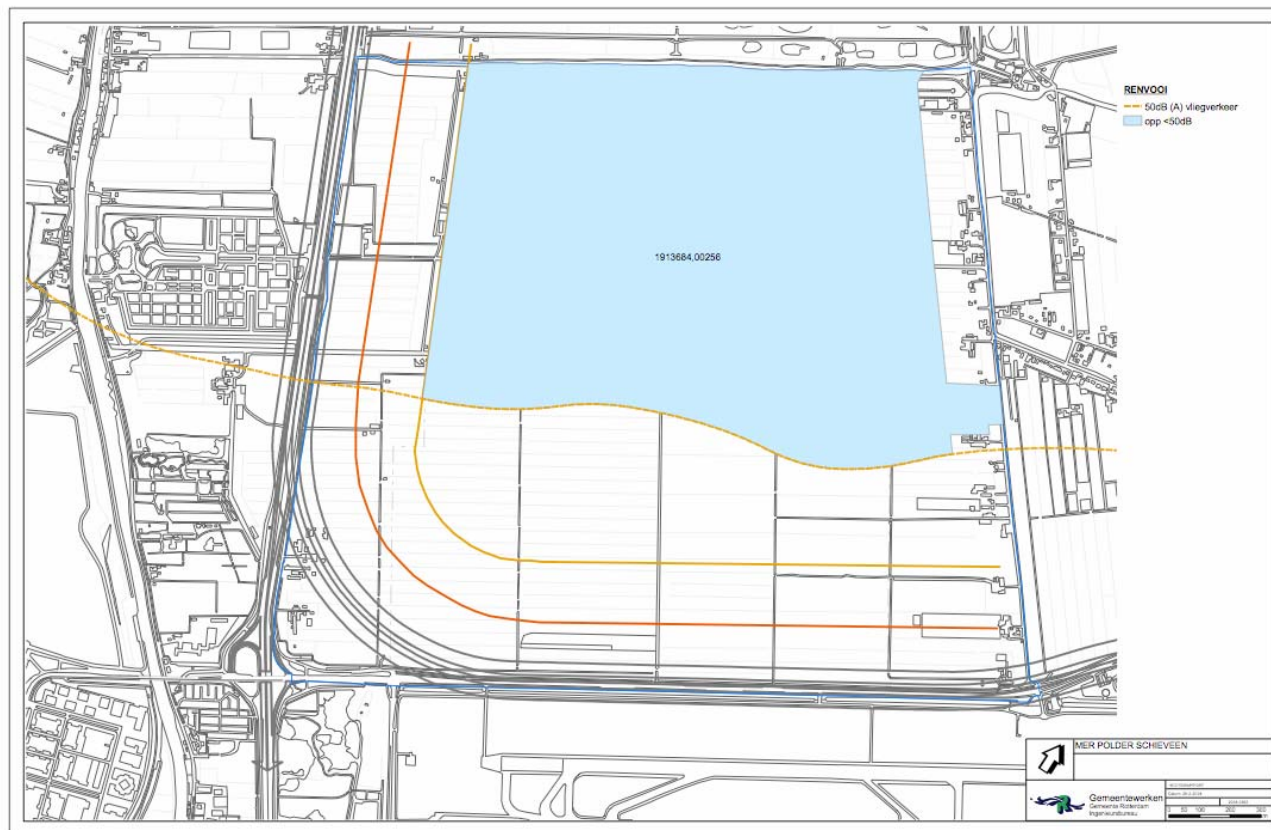 RENVOOI
50dB (A) vliegverkeer
opp <50dB
1913684,00256
MER POLDER SCHIEVEEN
Gemeentewerken
Gemeente Rotterdam
Ingenieursbureau